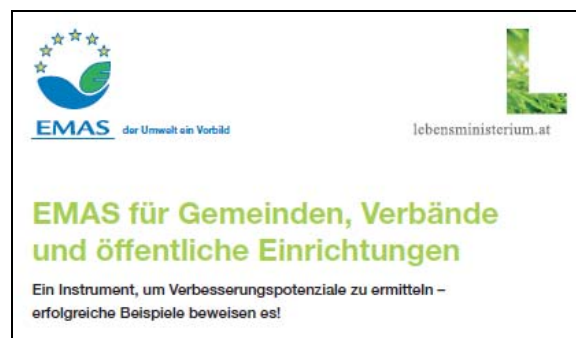 EMAS der Umwelt ein Vorbild
lebensministerium.at
EMAS für Gemeinden, Verbände
und öffentliche Einrichtungen
Ein Instrument, um Verbesserungspotenziale zu ermitteln –
erfolgreiche Beispiele beweisen es!